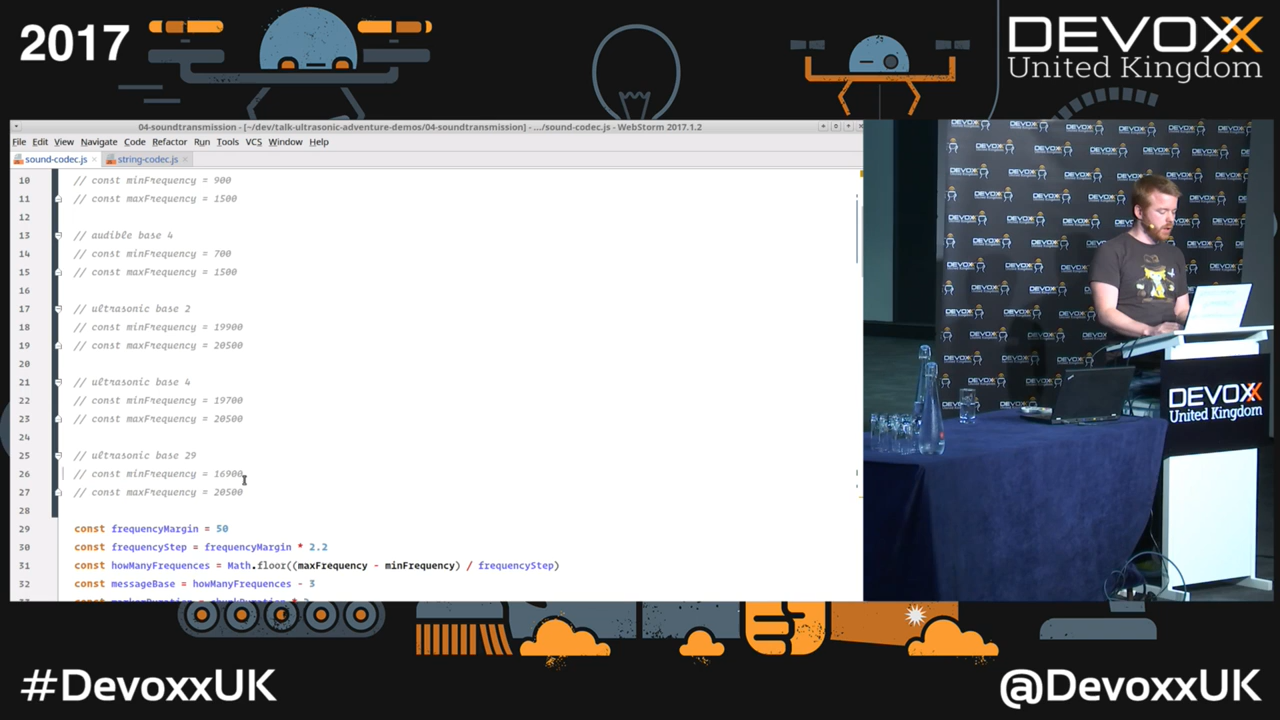 2017
DEVOXX
United Kingdom
04-soundtransmission - [~/dev/talk-ultrasonic-adventure-demos/04-soundtransmission] - .../sound-codec.js - WebStorm 2017.1.2
File Edit View Navigate Code Refactor Run Tools VCS Window Help
sound-codec.js string-codec.js
10 // const minFrequency = 900
11 // const maxFrequency = 1500
12
13 // audible base 4
14 // const minFrequency = 700
15 // const maxFrequency = 1500
16
17 // ultrasonic base 2
18 // const minFrequency = 19900
19 // const maxFrequency = 20500
20
21 // ultrasonic base 4
22 // const minFrequency = 19700
23 // const maxFrequency = 20500
24
25 // ultrasonic base 29
26 // const minFrequency = 16900
27 // const maxFrequency = 20500
28
29 const frequencyMargin = 50
30 const frequencyStep = frequencyMargin * 2.2
31 const howManyFrequences = Math.floor((maxFrequency - minFrequency) / frequencyStep)
32 const messageBase = howManyFrequences - 3
DEVOXX
United Kingdom
#DevoxxUK
@DevoxxUK